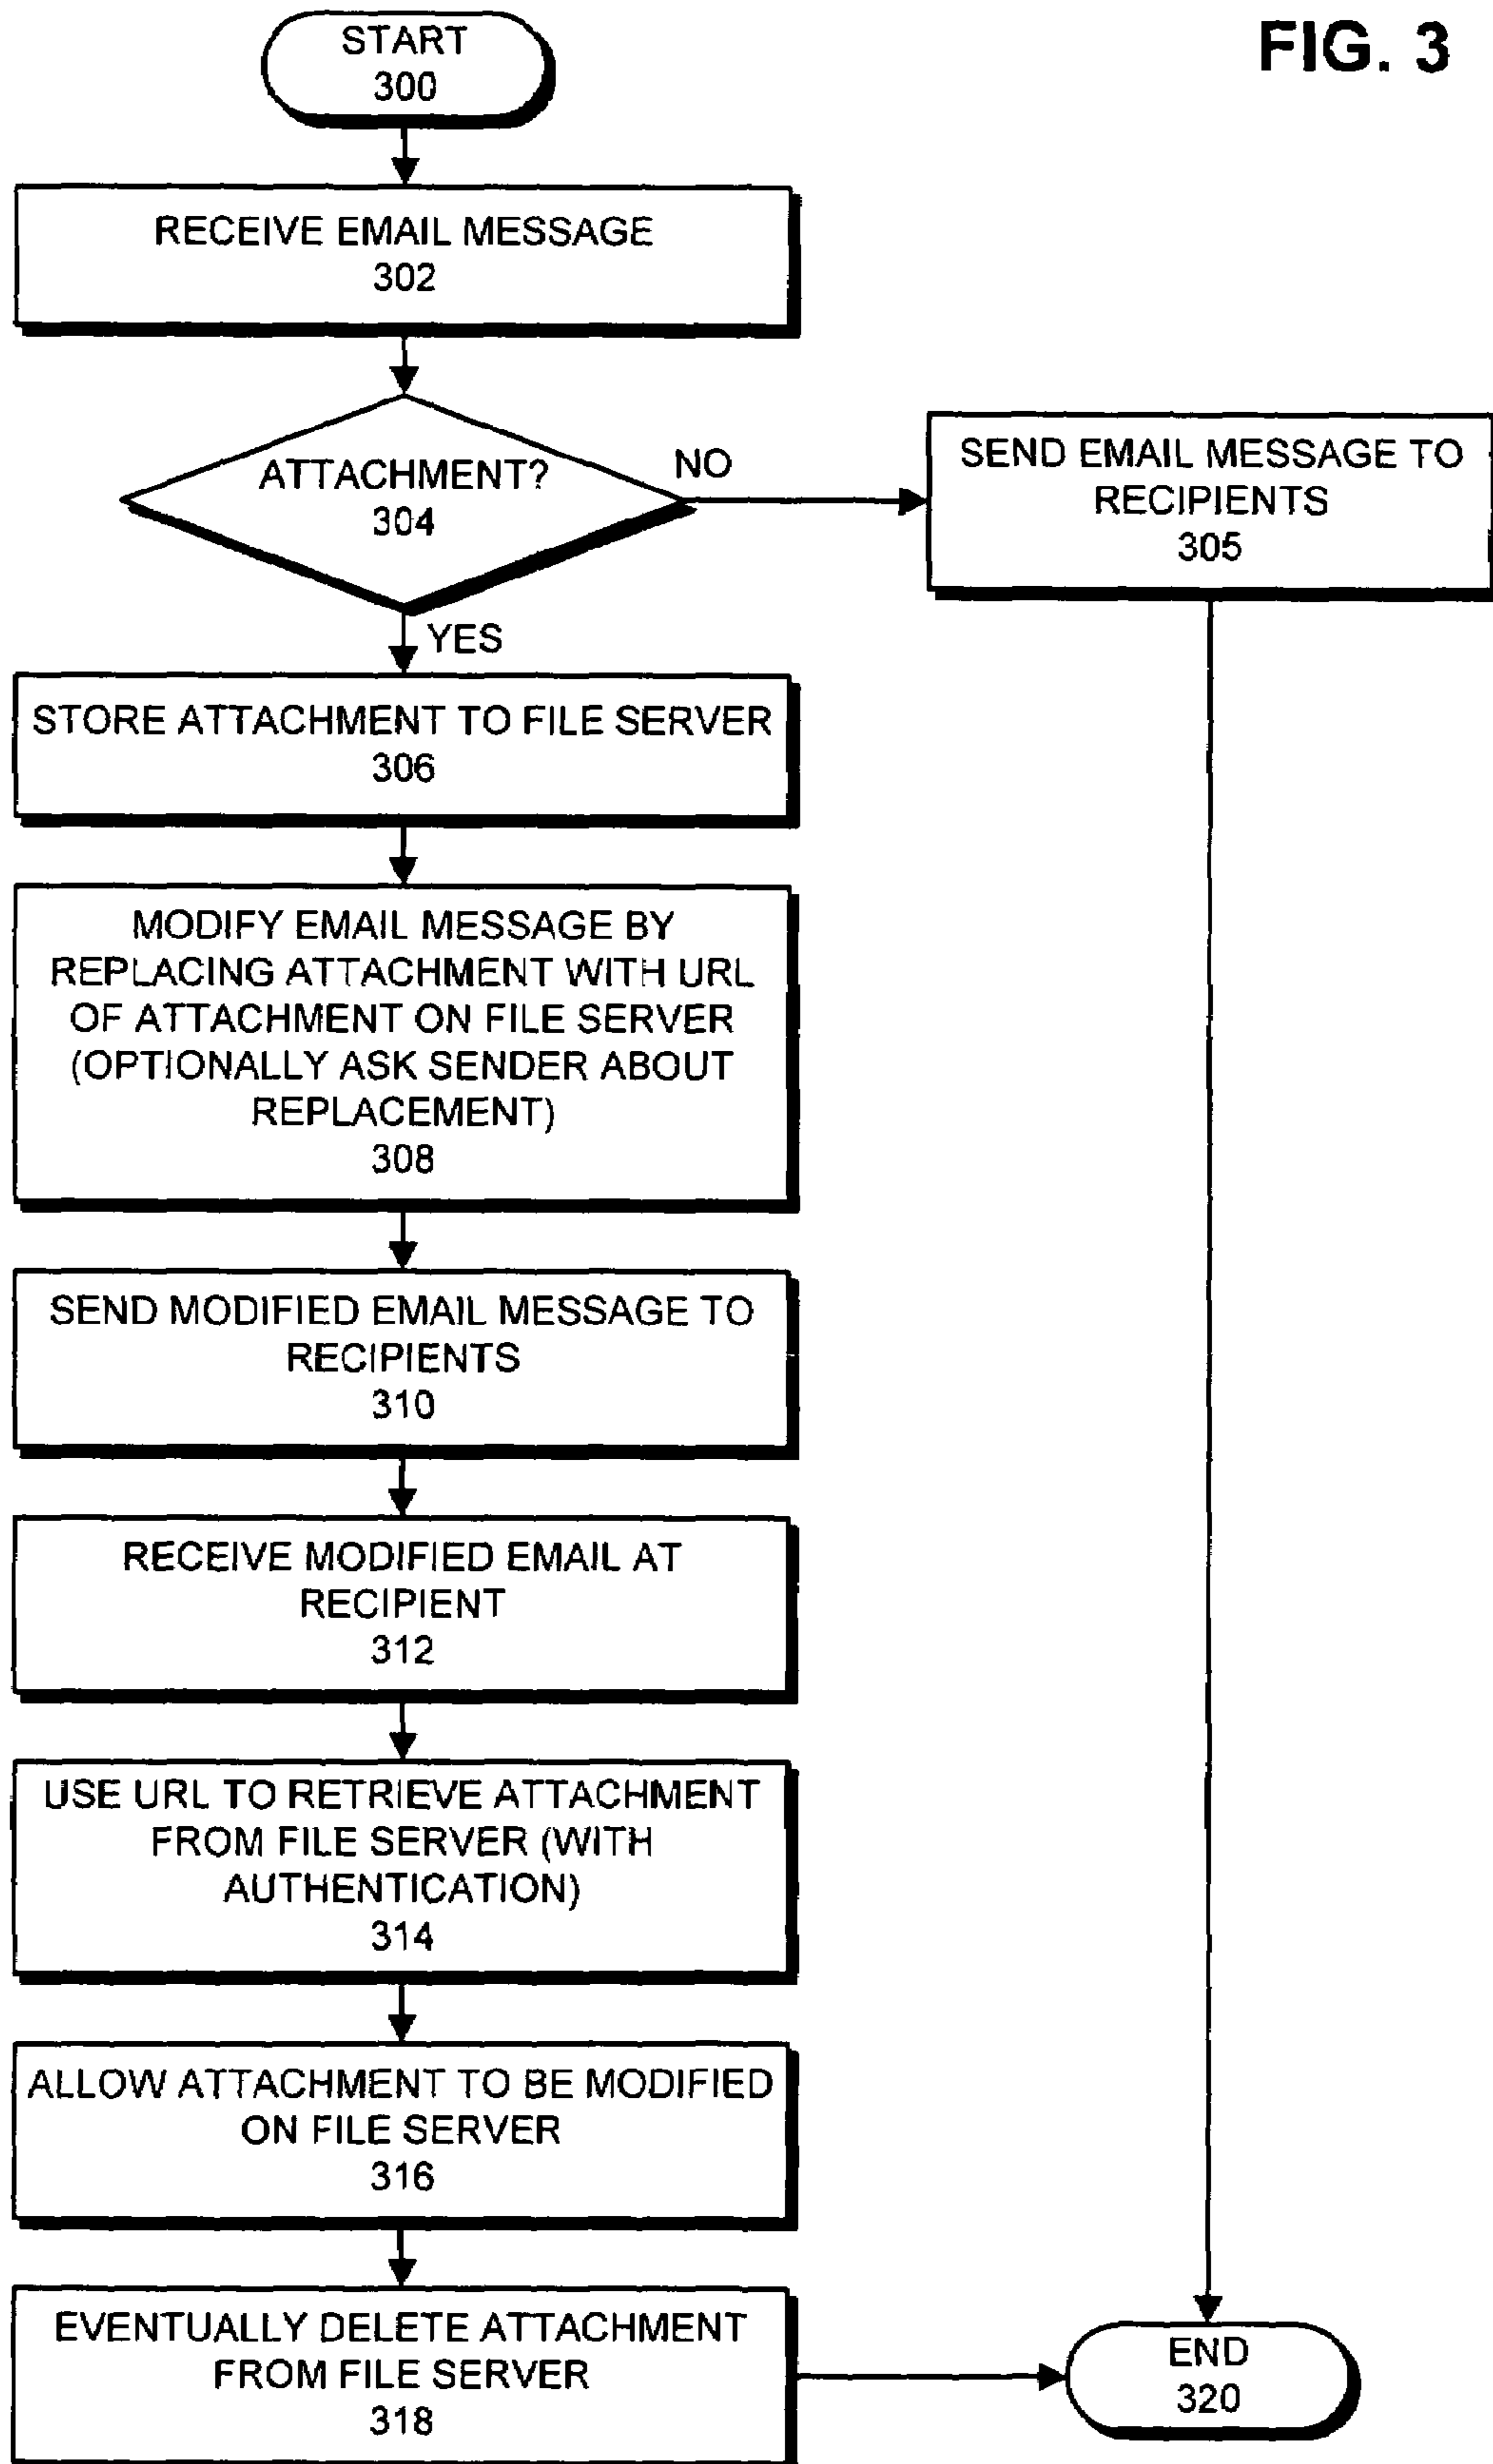 FIG. 3
START
300
RECEIVE EMAIL MESSAGE
302
ATTACHMENT?
304
NO
SEND EMAIL MESSAGE TO
RECIPIENTS
305
YES
STORE ATTACHMENT TO FILE SERVER
306
MODIFY EMAIL MESSAGE BY
REPLACING ATTACHMENT WITH URL
OF ATTACHMENT ON FILE SERVER
(OPTIONALLY ASK SENDER ABOUT
REPLACEMENT)
308
SEND MODIFIED EMAIL MESSAGE TO
RECIPIENTS
310
RECEIVE MODIFIED EMAIL AT
RECIPIENT
312
USE URL TO RETRIEVE ATTACHMENT
FROM FILE SERVER (WITH
AUTHENTICATION)
314
ALLOW ATTACHMENT TO BE MODIFIED
ON FILE SERVER
316
EVENTUALLY DELETE ATTACHMENT
FROM FILE SERVER
318
END
320